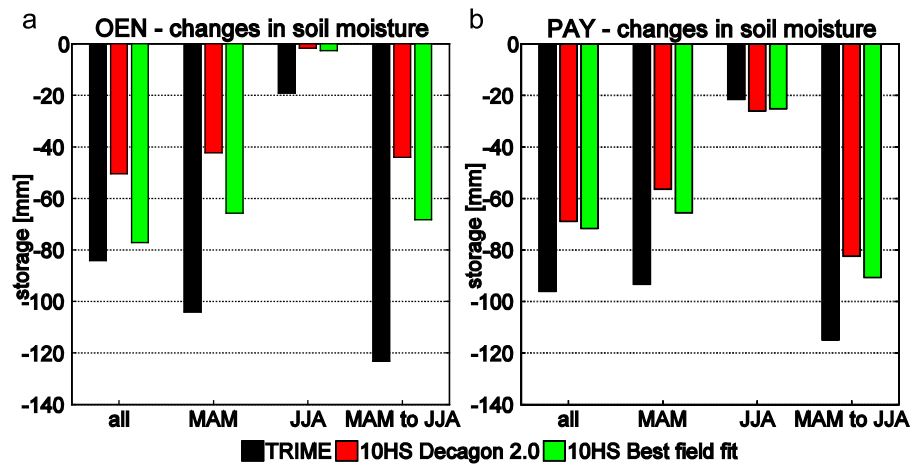 a
OEN - changes in soil moisture
0
-20
-40
-60
-80
-100
-120
-140
storage [mm]
all
MAM
JJA
MAM to JJA
b
PAY - changes in soil moisture
0
-20
-40
-60
-80
-100
-120
-140
storage [mm]
all
MAM
JJA
MAM to JJA
TRIME 10HS Decagon 2.0 10HS Best field fit